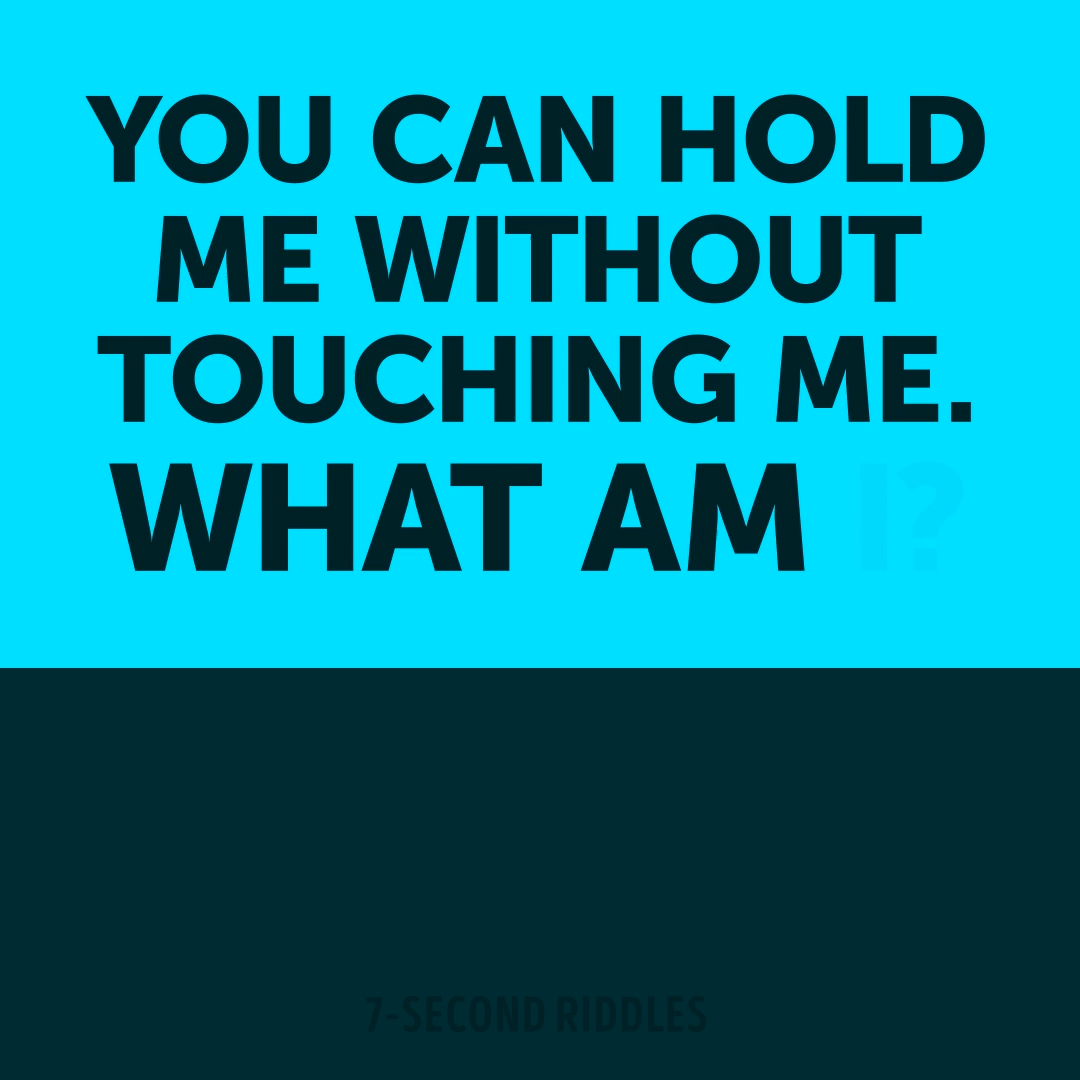 YOU CAN HOLD
ME WITHOUT
TOUCHING ME.
WHAT AM I?
7-SECOND RIDDLES